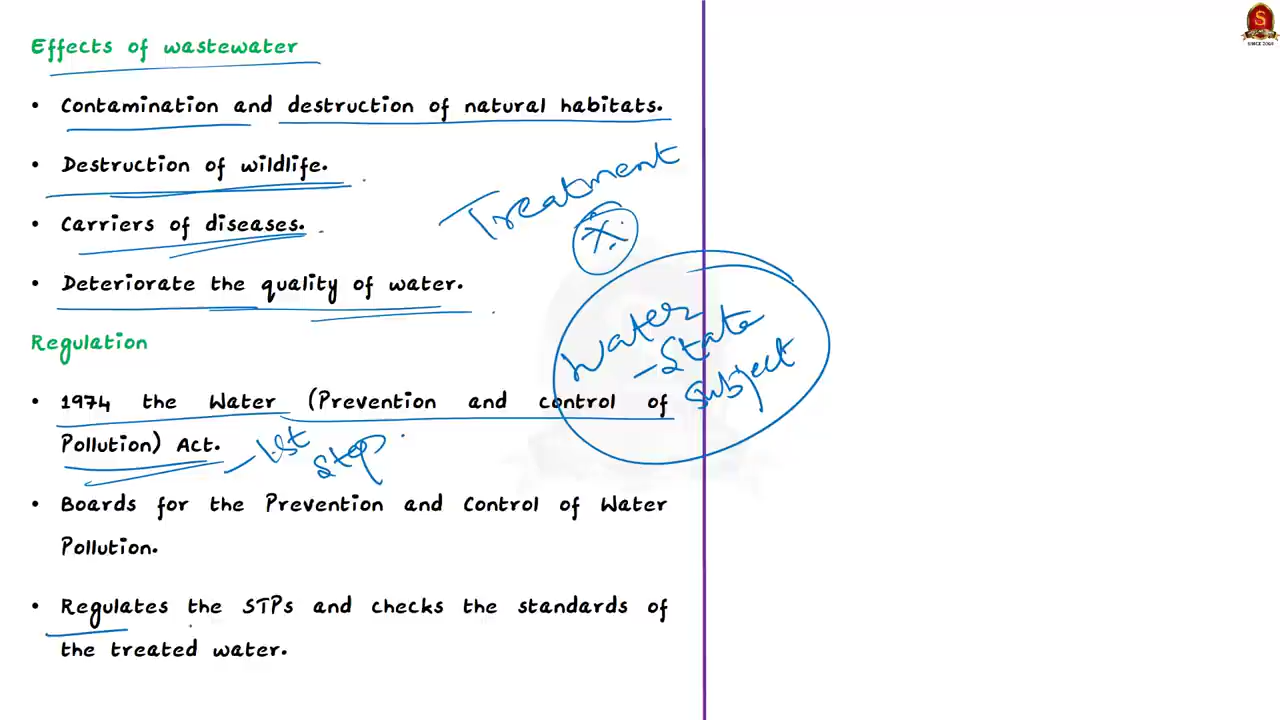 Effects of wastewater
• Contamination and destruction of natural habitats.
• Destruction of wildlife.
• Carriers of diseases.
• Deteriorate the quality of water.
Treatment
X
Water
- State
Subject
Regulation
• 1974 the Water (Prevention and control of
Pollution) Act.
- 1st
step
• Boards for the Prevention and Control of Water
Pollution.
• Regulates the STPs and checks the standards of
the treated water.
S
SINCE 2004